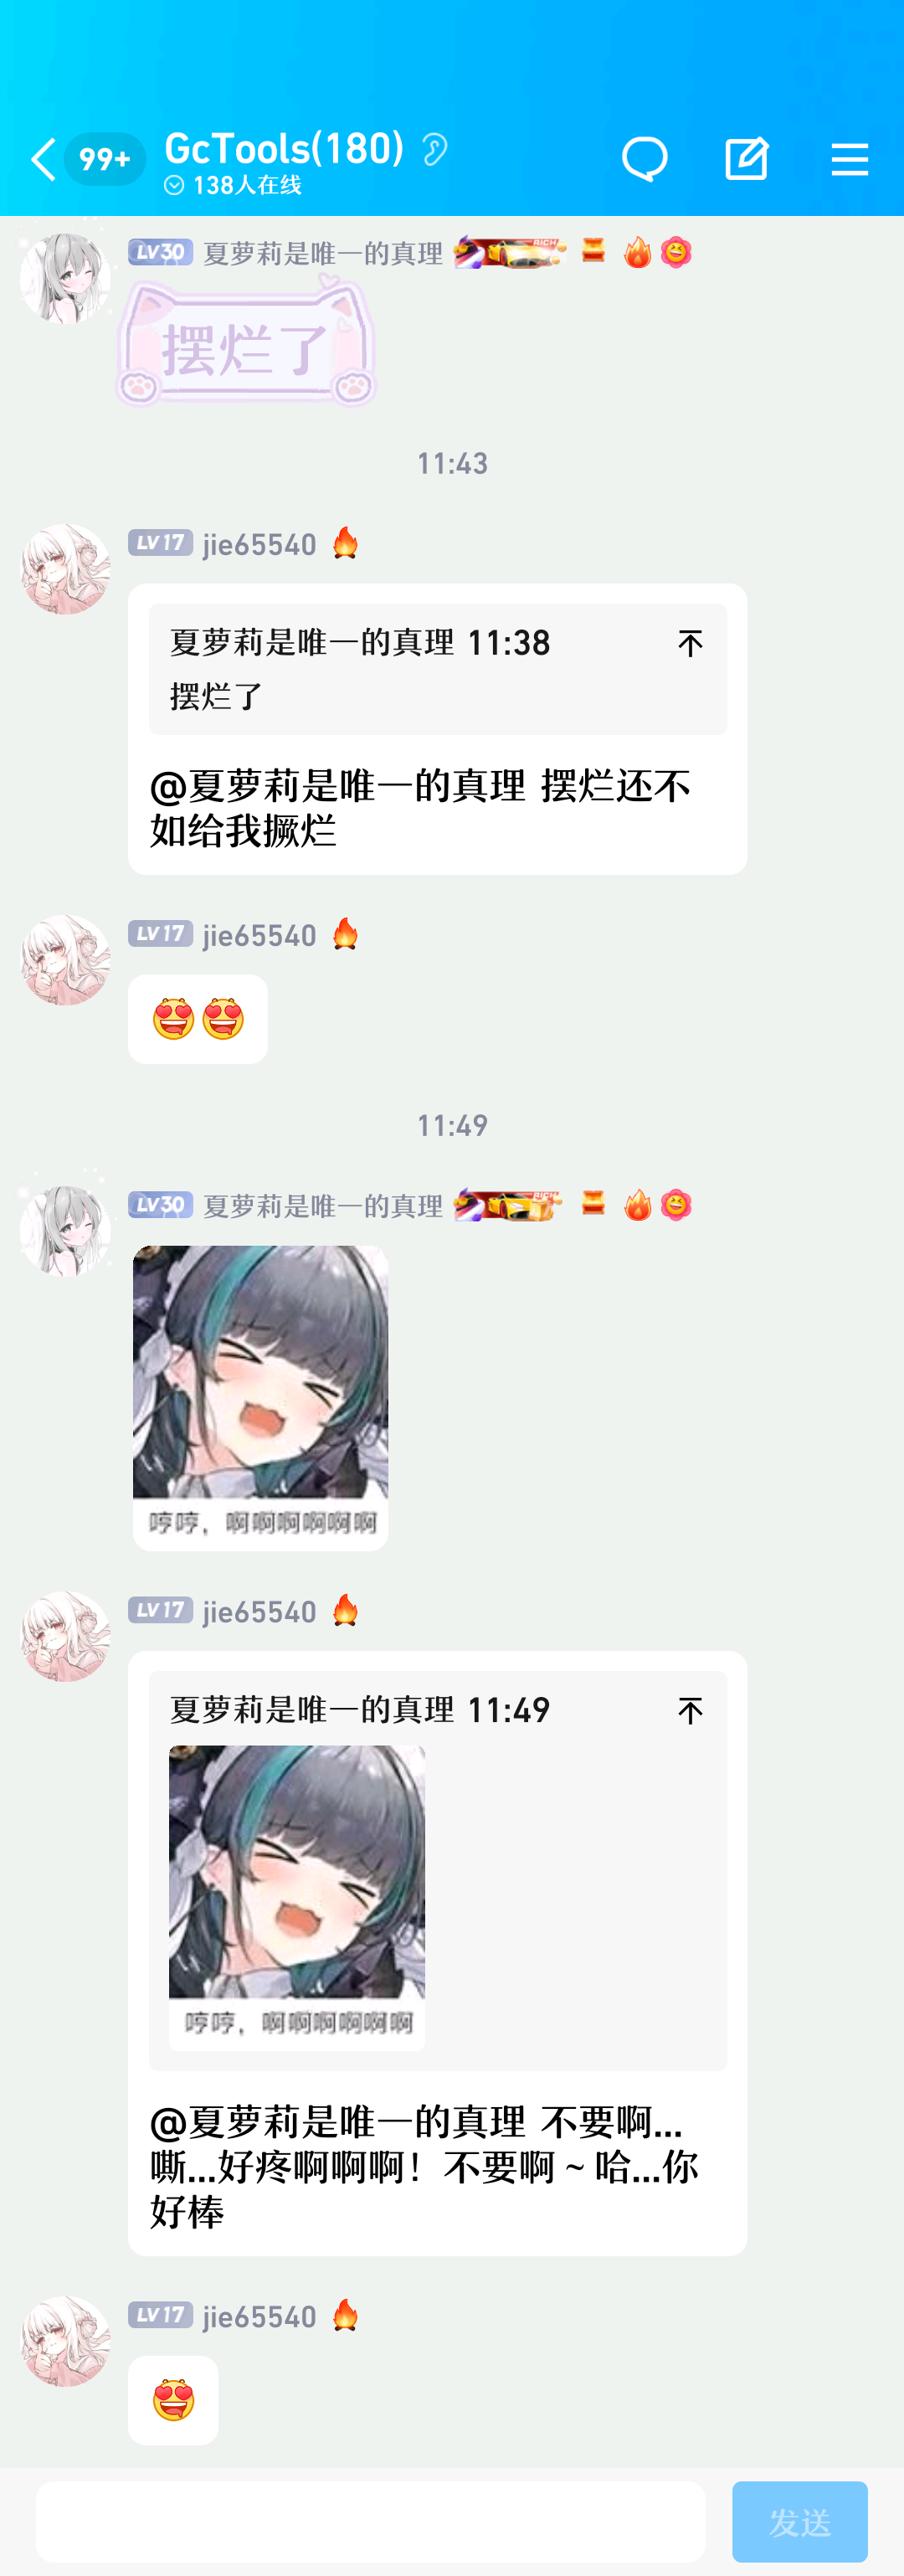 99+
GcTools(180)
138人在线
LV30 夏萝莉是唯一的真理 RICH
摆烂了
11:43
LV17 jie65540
夏萝莉是唯一的真理 11:38
摆烂了
@夏萝莉是唯一的真理 摆烂还不
如给我撅烂
LV17 jie65540
11:49
LV30 夏萝莉是唯一的真理 RICH
哼哼，啊啊啊啊啊啊
LV17 jie65540
夏萝莉是唯一的真理 11:49
哼哼，啊啊啊啊啊啊
@夏萝莉是唯一的真理 不要啊...
嘶...好疼啊啊啊！不要啊～哈...你
好棒
LV17 jie65540
发送